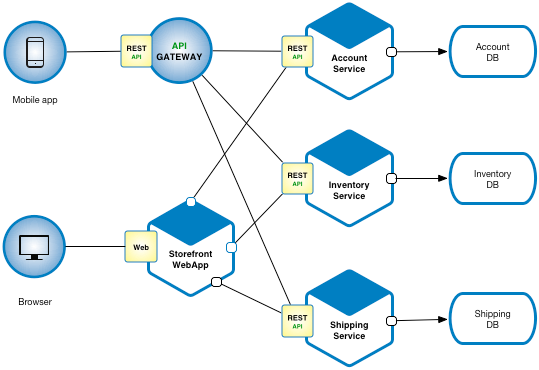 REST
API
API
GATEWAY
Mobile app
REST
API
Account
Service
Account
DB
REST
API
Inventory
Service
Inventory
DB
Web
Storefront
WebApp
Browser
REST
API
Shipping
Service
Shipping
DB